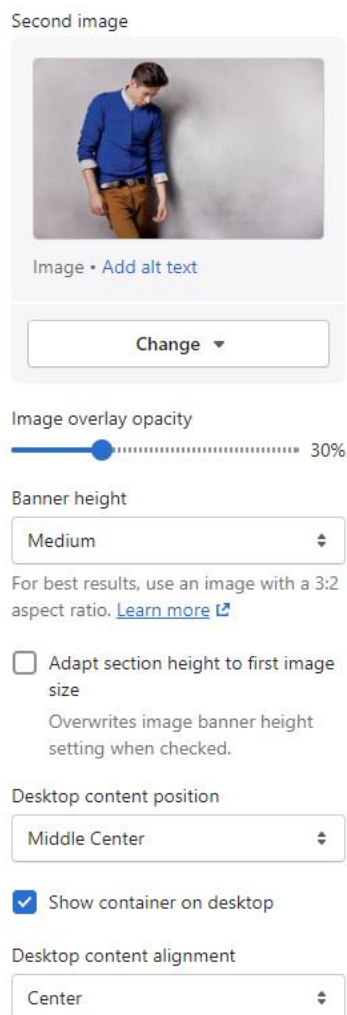 Second image
Image • Add alt text
Change
Image overlay opacity
30%
Banner height
Medium
For best results, use an image with a 3:2
aspect ratio. Learn more
Adapt section height to first image
size
Overwrites image banner height
setting when checked.
Desktop content position
Middle Center
Show container on desktop
Desktop content alignment
Center